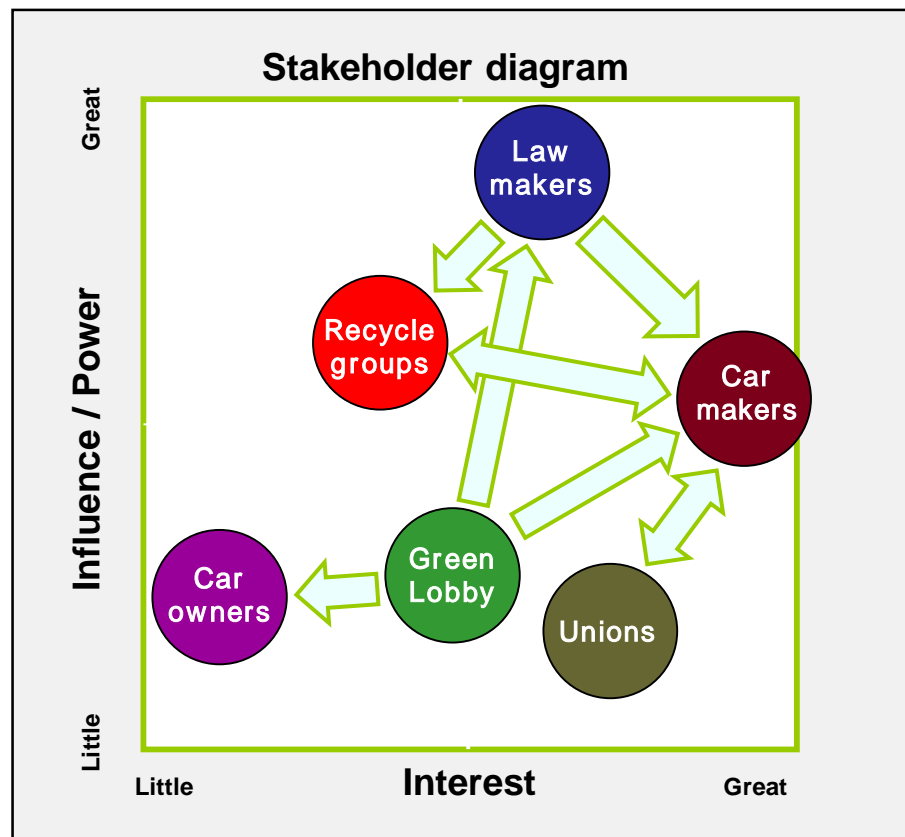 Stakeholder diagram
Great
Law
makers
Recycle
groups
Car
makers
Influence / Power
Green
Lobby
Car
owners
Unions
Little
Little
Interest
Great